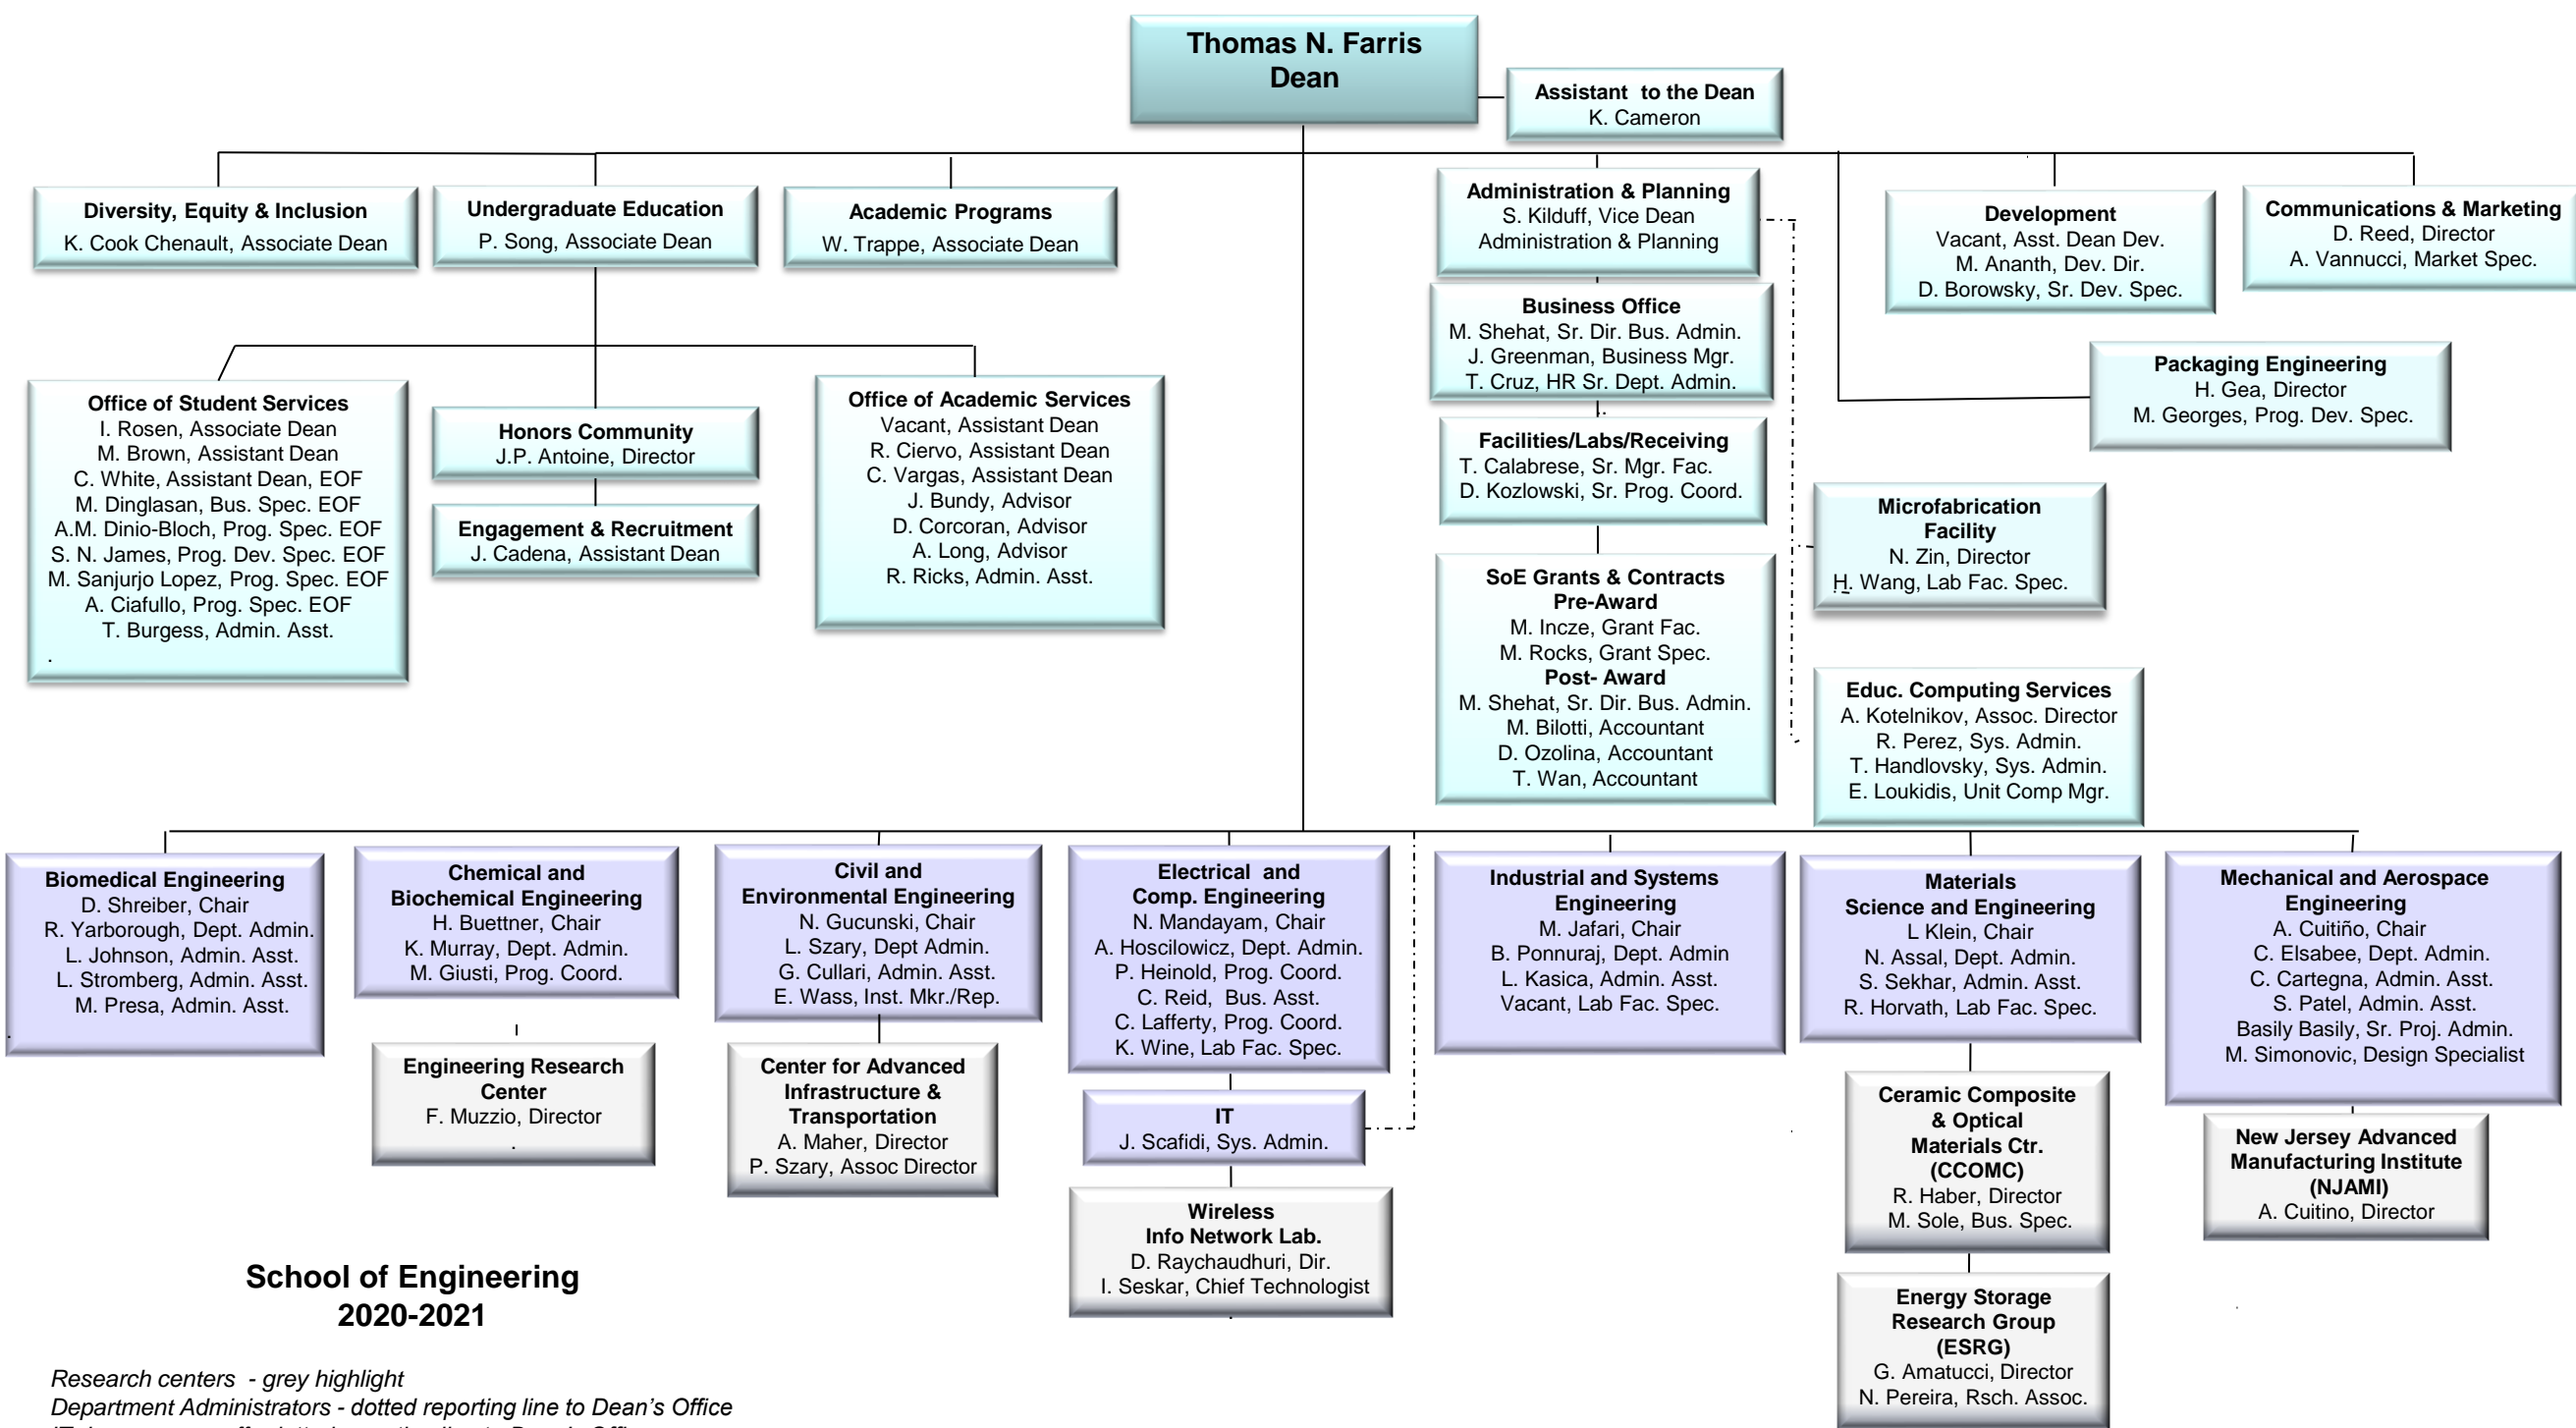 Thomas N. Farris
Dean
Assistant to the Dean
K. Cameron
Diversity, Equity & Inclusion
K. Cook Chenault, Associate Dean
Undergraduate Education
P. Song, Associate Dean
Academic Programs
W. Trappe, Associate Dean
Administration & Planning
S. Kilduff, Vice Dean
Administration & Planning
Development
Vacant, Asst. Dean Dev.
M. Ananth, Dev. Dir.
D. Borowsky, Sr. Dev. Spec.
Communications & Marketing
D. Reed, Director
A. Vannucci, Market Spec.
Business Office
M. Shehat, Sr. Dir. Bus. Admin.
J. Greenman, Business Mgr.
T. Cruz, HR Sr. Dept. Admin.
Packaging Engineering
H. Gea, Director
M. Georges, Prog. Dev. Spec.
Office of Student Services
I. Rosen, Associate Dean
M. Brown, Assistant Dean
C. White, Assistant Dean, EOF
M. Dinglasan, Bus. Spec. EOF
A.M. Dinio-Bloch, Prog. Spec. EOF
S. N. James, Prog. Dev. Spec. EOF
M. Sanjurjo Lopez, Prog. Spec. EOF
A. Ciafullo, Prog. Spec. EOF
T. Burgess, Admin. Asst.
.
Honors Community
J.P. Antoine, Director
Engagement & Recruitment
J. Cadena, Assistant Dean
Office of Academic Services
Vacant, Assistant Dean
R. Ciervo, Assistant Dean
C. Vargas, Assistant Dean
J. Bundy, Advisor
D. Corcoran, Advisor
A. Long, Advisor
R. Ricks, Admin. Asst.
Facilities/Labs/Receiving
T. Calabrese, Sr. Mgr. Fac.
D. Kozlowski, Sr. Prog. Coord.
Microfabrication
Facility
N. Zin, Director
H. Wang, Lab Fac. Spec.
SoE Grants & Contracts
Pre-Award
M. Incze, Grant Fac.
M. Rocks, Grant Spec.
Post- Award
M. Shehat, Sr. Dir. Bus. Admin.
M. Bilotti, Accountant
D. Ozolina, Accountant
T. Wan, Accountant
Educ. Computing Services
A. Kotelnikov, Assoc. Director
R. Perez, Sys. Admin.
T. Handlovsky, Sys. Admin.
E. Loukidis, Unit Comp Mgr.
Biomedical Engineering
D. Shreiber, Chair
R. Yarborough, Dept. Admin.
L. Johnson, Admin. Asst.
L. Stromberg, Admin. Asst.
M. Presa, Admin. Asst.
.
Chemical and
Biochemical Engineering
H. Buettner, Chair
K. Murray, Dept. Admin.
M. Giusti, Prog. Coord.
Engineering Research
Center
F. Muzzio, Director
.
Civil and
Environmental Engineering
N. Gucunski, Chair
L. Szary, Dept Admin.
G. Cullari, Admin. Asst.
E. Wass, Inst. Mkr./Rep.
Center for Advanced
Infrastructure &
Transportation
A. Maher, Director
P. Szary, Assoc Director
Electrical and
Comp. Engineering
N. Mandayam, Chair
A. Hoscilowicz, Dept. Admin.
P. Heinold, Prog. Coord.
C. Reid, Bus. Asst.
C. Lafferty, Prog. Coord.
K. Wine, Lab Fac. Spec.
IT
J. Scafidi, Sys. Admin.
Wireless
Info Network Lab.
D. Raychaudhuri, Dir.
I. Seskar, Chief Technologist
Industrial and Systems
Engineering
M. Jafari, Chair
B. Ponnuraj, Dept. Admin
L. Kasica, Admin. Asst.
Vacant, Lab Fac. Spec.
Materials
Science and Engineering
L Klein, Chair
N. Assal, Dept. Admin.
S. Sekhar, Admin. Asst.
R. Horvath, Lab Fac. Spec.
Ceramic Composite
& Optical
Materials Ctr.
(CCOMC)
R. Haber, Director
M. Sole, Bus. Spec.
Energy Storage
Research Group
(ESRG)
G. Amatucci, Director
N. Pereira, Rsch. Assoc.
Mechanical and Aerospace
Engineering
A. Cuitiño, Chair
C. Elsabee, Dept. Admin.
C. Cartegna, Admin. Asst.
S. Patel, Admin. Asst.
Basily Basily, Sr. Proj. Admin.
M. Simonovic, Design Specialist
New Jersey Advanced
Manufacturing Institute
(NJAMI)
A. Cuitino, Director
School of Engineering
2020-2021
Research centers - grey highlight
Department Administrators - dotted reporting line to Dean's Office